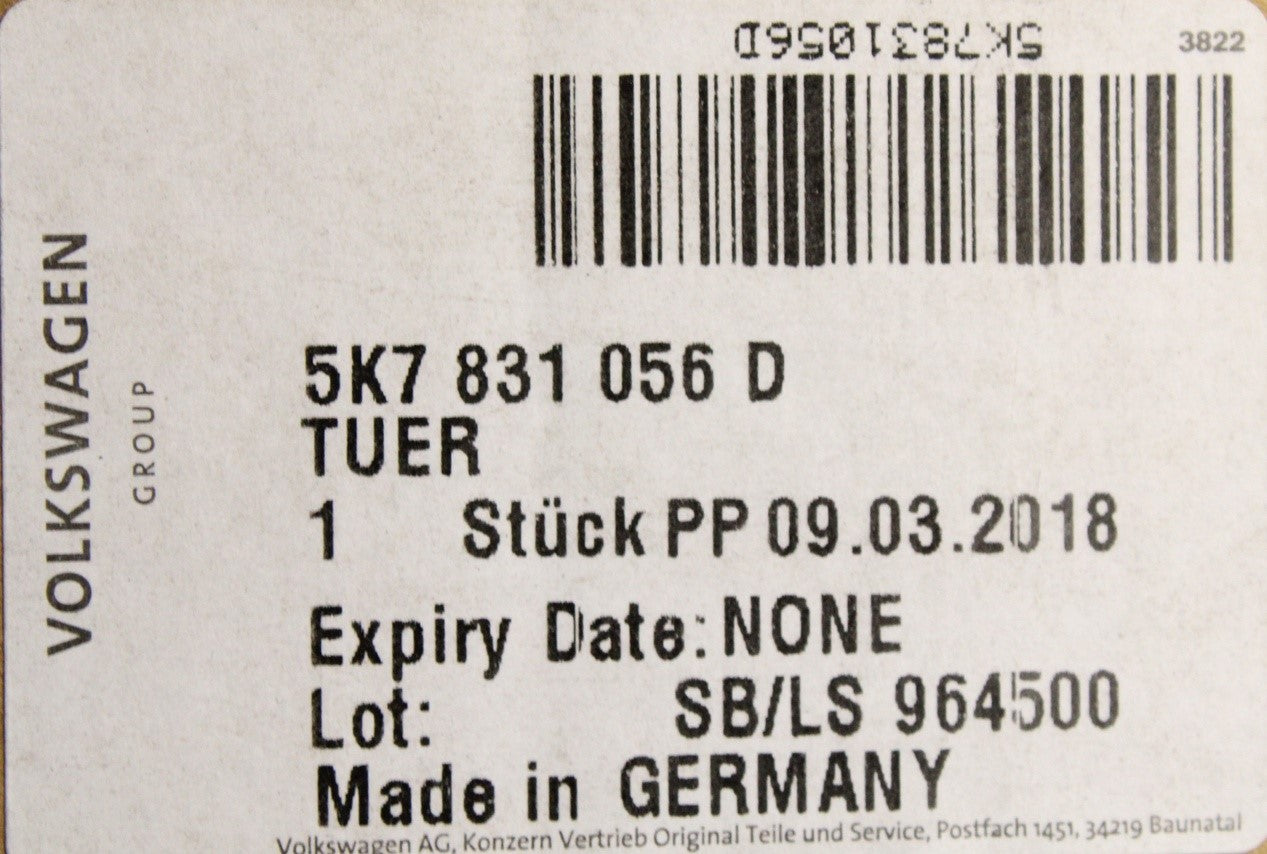 5K7831056D
3822
VOLKSWAGEN
GROUP
5K7 831 056 D
TUER
1 Stück PP 09.03.2018
Expiry Date: NONE
Lot: SB/LS 964500
Made in GERMANY
Volkswagen AG, Konzern Vertrieb Original Teile und Service, Postfach 1451, 34219 Baunatal